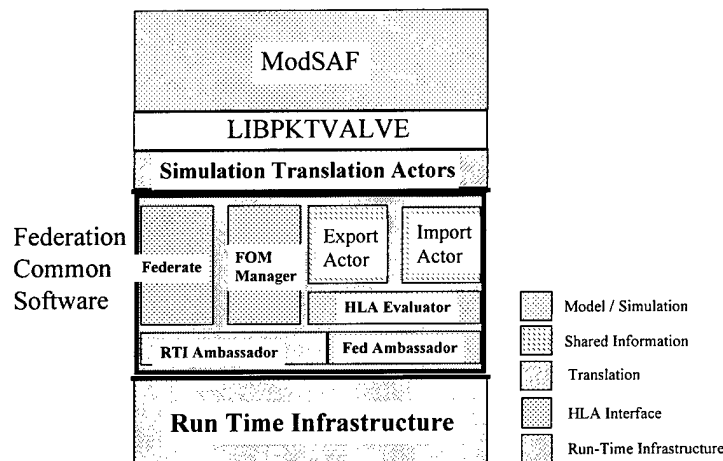 ModSAF
LIBPKTVALVE
Simulation Translation Actors
Federation
Common
Software
Federate
FOM
Manager
Export
Actor
Import
Actor
HLA Evaluator
RTI Ambassador
Fed Ambassador
Run Time Infrastructure
Model / Simulation
Shared Information
Translation
HLA Interface
Run-Time Infrastructure